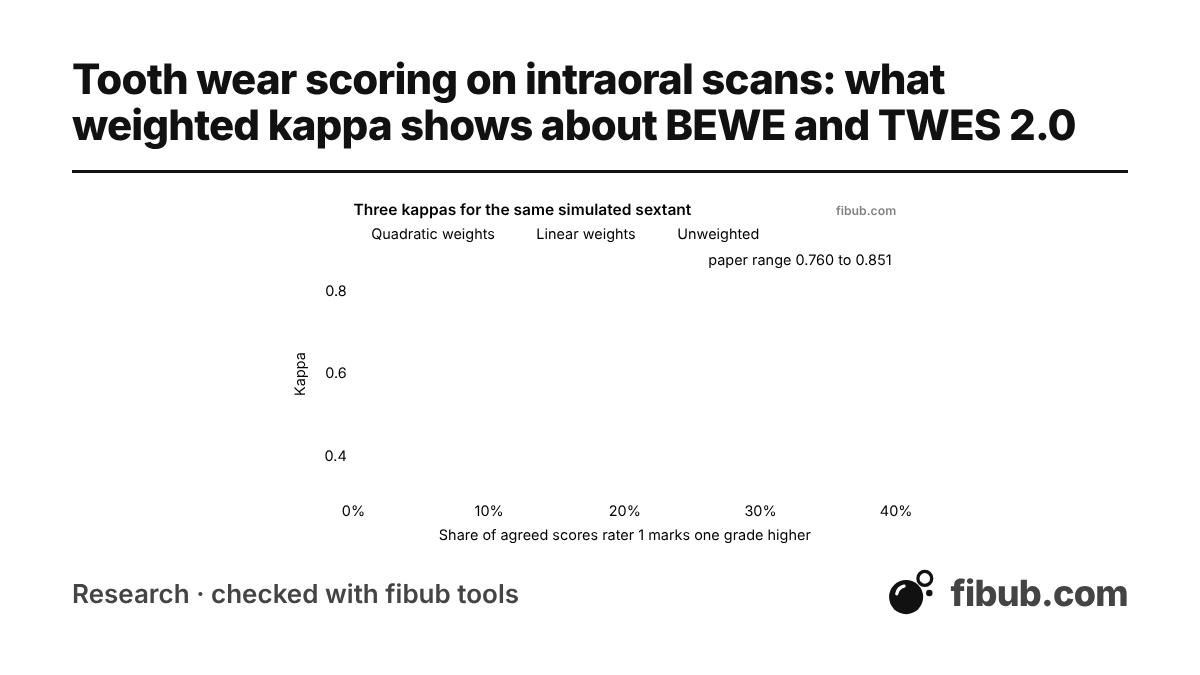 Tooth wear scoring on intraoral scans: what
weighted kappa shows about BEWE and TWES 2.0
Three kappas for the same simulated sextant
fibub.com
Quadratic weights
Linear weights
Unweighted
paper range 0.760 to 0.851
0.8
0.6
0.4
Kappa
0%
10%
20%
30%
40%
Share of agreed scores rater 1 marks one grade higher
Research · checked with fibub tools
fibub.com